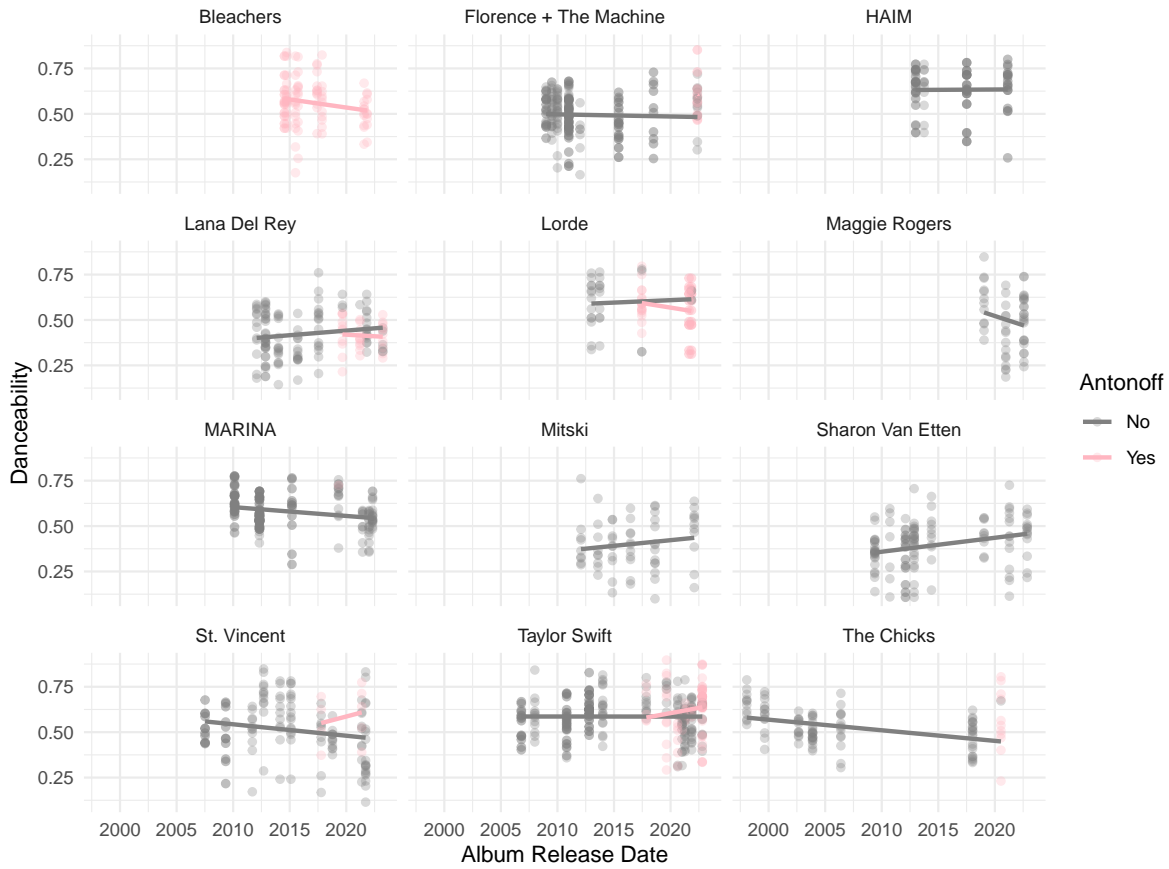 Bleachers
Florence + The Machine
HAIM
0.75
0.50
0.25
Lana Del Rey
Lorde
Maggie Rogers
0.75
0.50
0.25
Antonoff
No
Yes
Danceability
MARINA
Mitski
Sharon Van Etten
0.75
0.50
0.25
St. Vincent
Taylor Swift
The Chicks
0.75
0.50
0.25
2000 2005 2010 2015 2020
2000 2005 2010 2015 2020
2000 2005 2010 2015 2020
Album Release Date